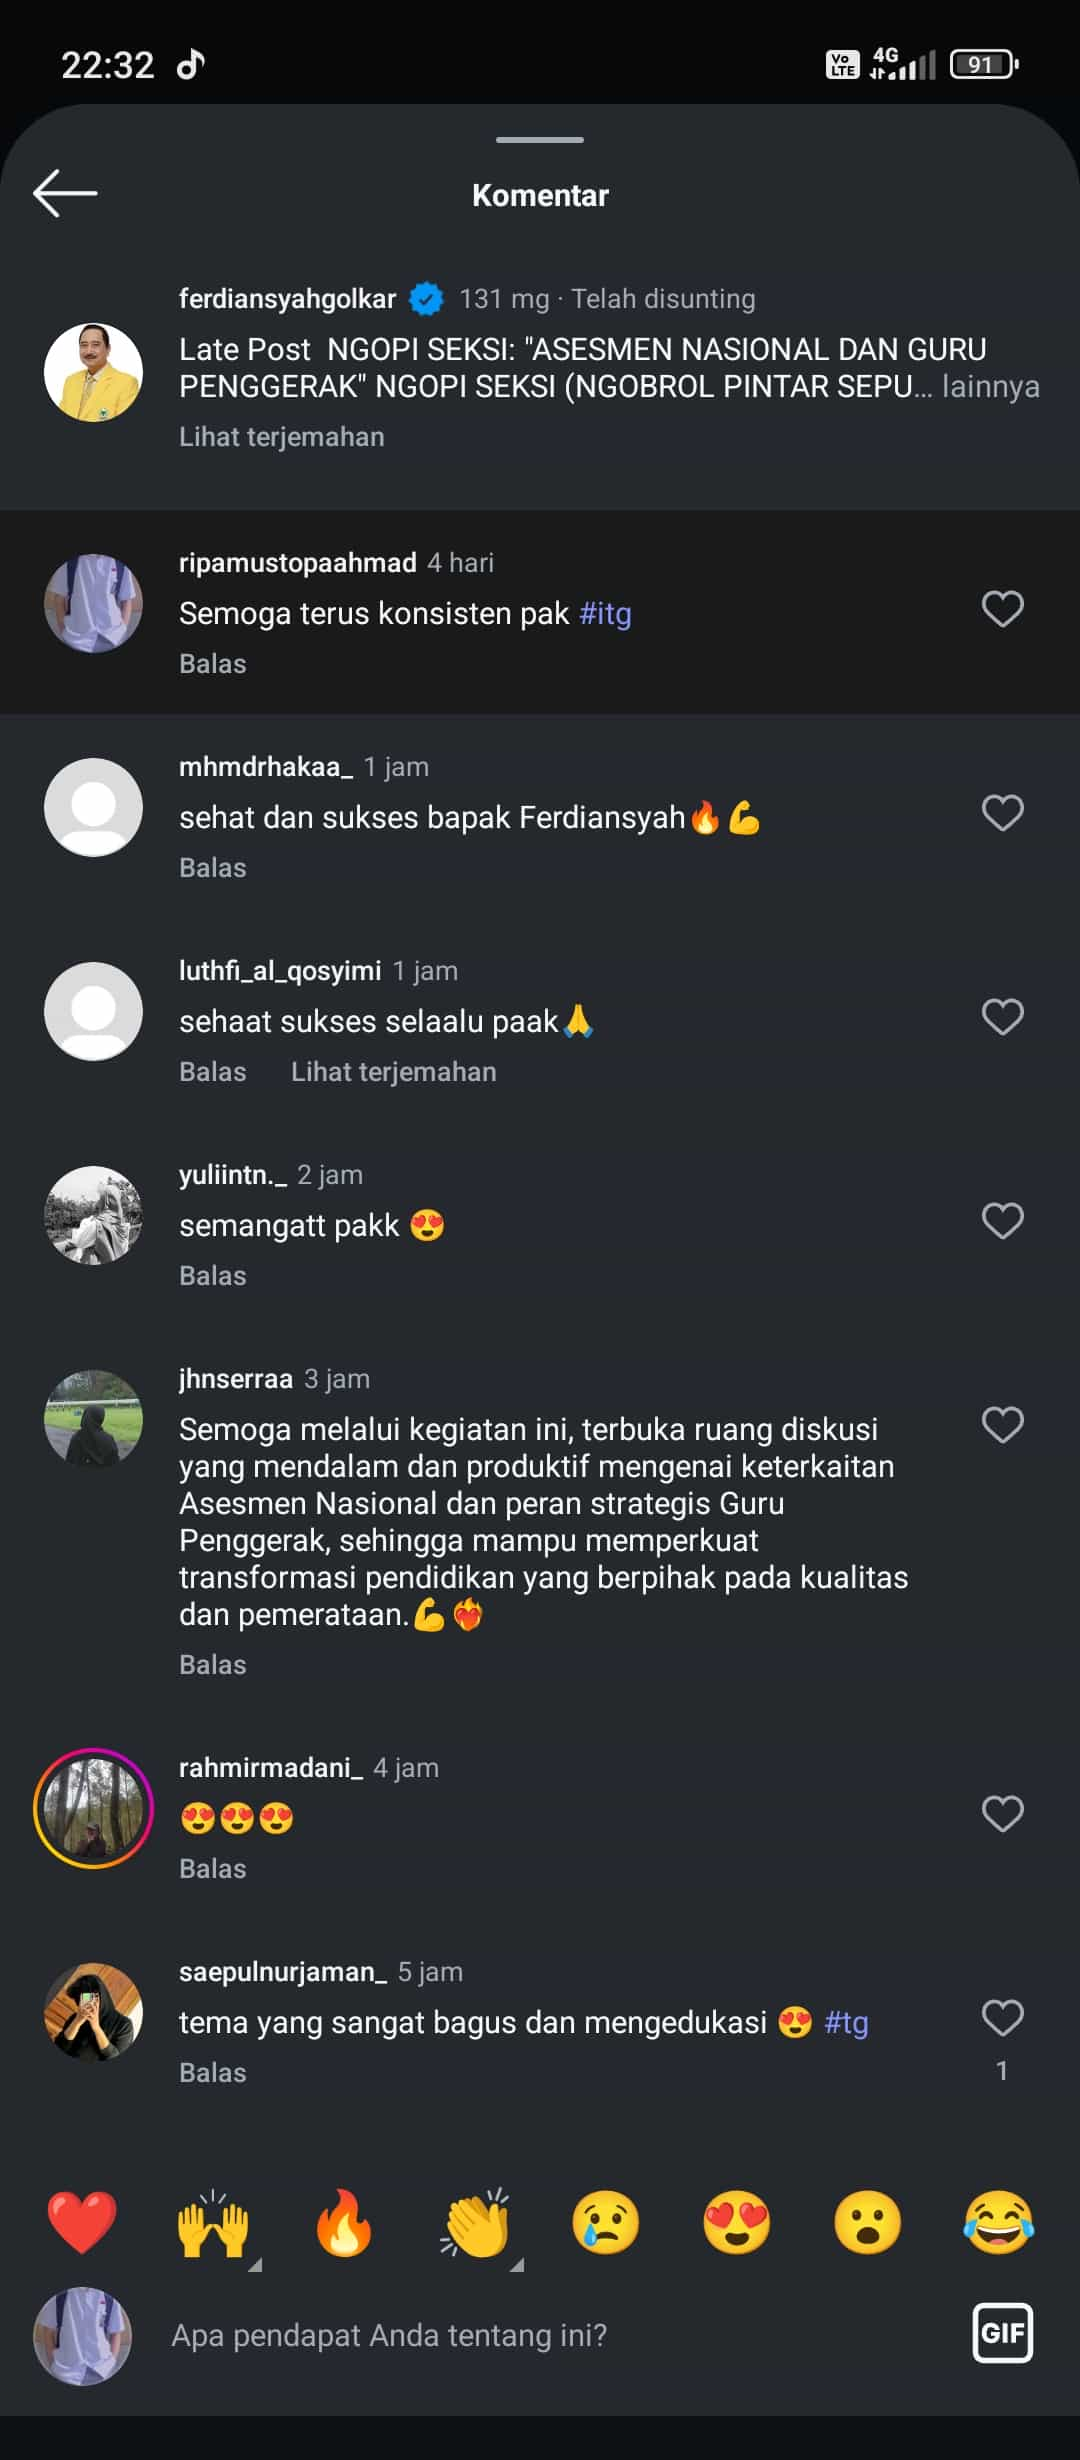 22:32
Vo LTE 4G 91
Komentar
ferdiansyahgolkar 131 mg · Telah disunting
Late Post NGOPI SEKSI: "ASESMEN NASIONAL DAN GURU
PENGGERAK" NGOPI SEKSI (NGOBROL PINTAR SEPU... lainnya
Lihat terjemahan
ripamustopaahmad 4 hari
Semoga terus konsisten pak #itg
Balas
mhmdrhakaa_ 1 jam
sehat dan sukses bapak Ferdiansyah🔥💪
Balas
luthfi_al_qosyimi 1 jam
sehaat sukses selaalu paak🙏
Balas Lihat terjemahan
yuliintn._ 2 jam
semangatt pakk 😍
Balas
jhnserraa 3 jam
Semoga melalui kegiatan ini, terbuka ruang diskusi
yang mendalam dan produktif mengenai keterkaitan
Asesmen Nasional dan peran strategis Guru
Penggerak, sehingga mampu memperkuat
transformasi pendidikan yang berpihak pada kualitas
dan pemerataan.💪❤️‍🔥
Balas
rahmirmadani_ 4 jam
😍😍😍
Balas
saepulnurjaman_ 5 jam
tema yang sangat bagus dan mengedukasi 😍 #tg
Balas
1
❤️ 🙌 🔥 👏 😢 😍 😮 😂
Apa pendapat Anda tentang ini?
GIF